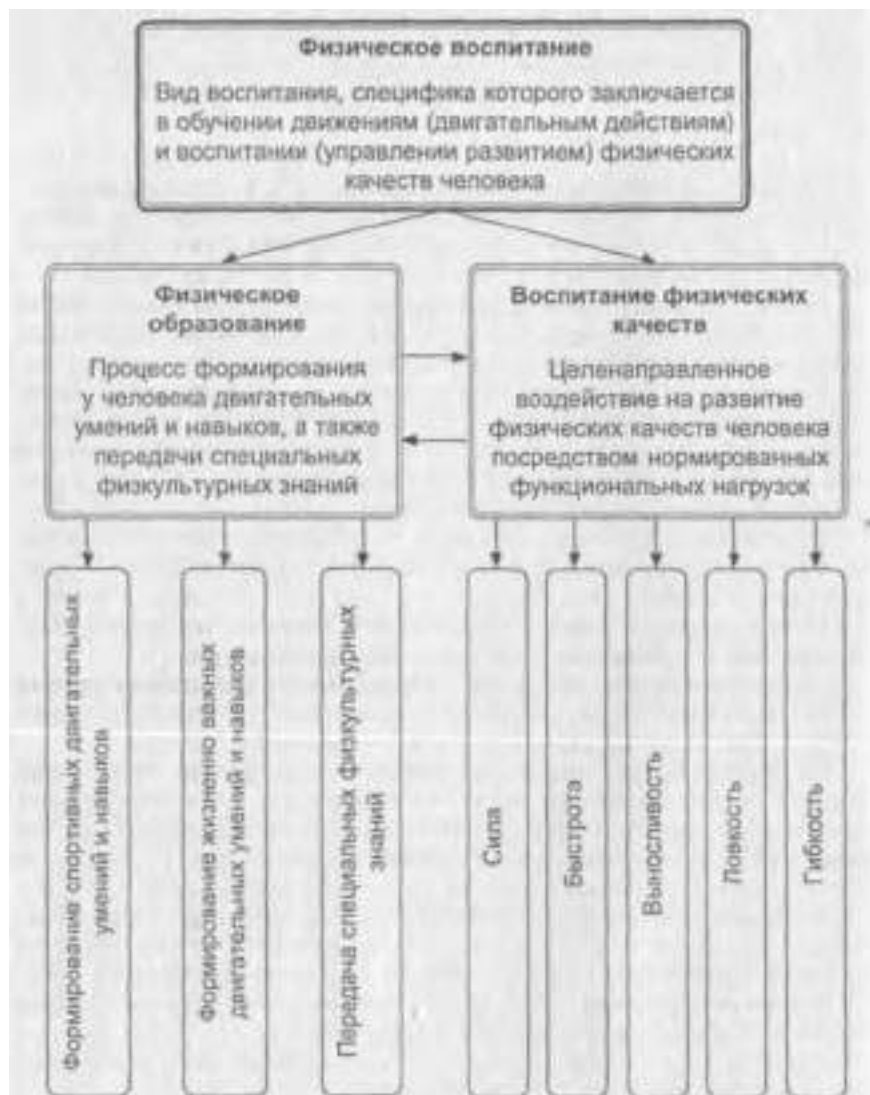 Физическое воспитание
Вид воспитания, специфика которого заключается
в обучении движениям (двигательным действиям)
и воспитании (управлении развитием) физических
качеств человека
Физическое
образование
Процесс формирования
у человека двигательных
умений и навыков, а также
передачи специальных
физкультурных знаний
Воспитание физических
качеств
Целенаправленное
воздействие на развитие
физических качеств человека
посредством нормированных
функциональных нагрузок
Формирование спортивных двигательных
умений и навыков
Формирование жизненно важных
двигательных умений и навыков
Передача специальных физкультурных
знаний
Сила
Быстрота
Выносливость
Ловкость
Гибкость